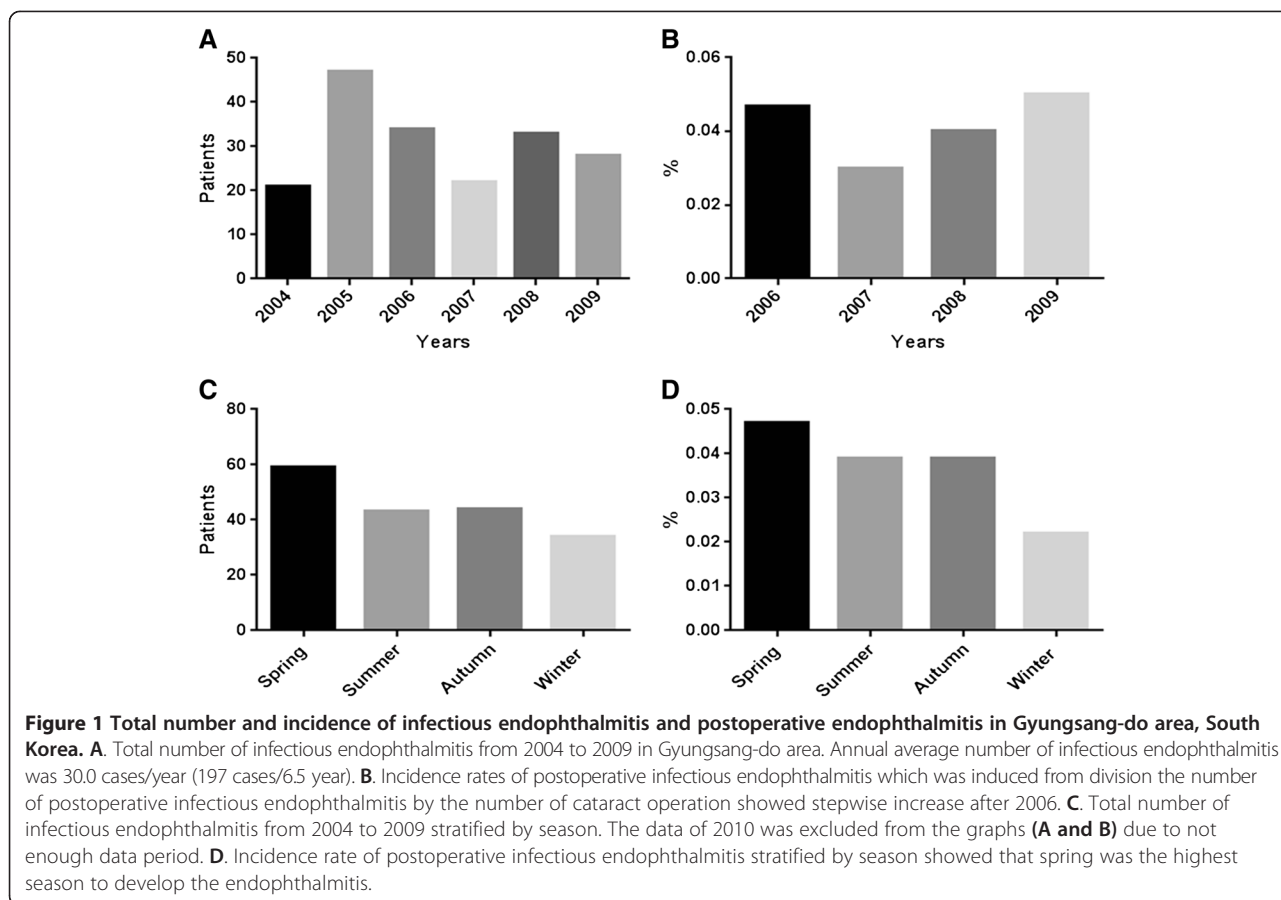 A
50
40
30
20
10
0
Patients
2004
2005
2006
2007
2008
2009
Years
B
0.06
0.04
0.02
0.00
%
2006
2007
2008
2009
Years
C
80
60
40
20
0
Patients
Spring
Summer
Autumn
Winter
D
0.05
0.04
0.03
0.02
0.01
0.00
%
Spring
Summer
Autumn
Winter
Figure 1 Total number and incidence of infectious endophthalmitis and postoperative endophthalmitis in Gyungsang-do area, South
Korea. A. Total number of infectious endophthalmitis from 2004 to 2009 in Gyungsang-do area. Annual average number of infectious endophthalmitis
was 30.0 cases/year (197 cases/6.5 year). B. Incidence rates of postoperative infectious endophthalmitis which was induced from division the number
of postoperative infectious endophthalmitis by the number of cataract operation showed stepwise increase after 2006. C. Total number of
infectious endophthalmitis from 2004 to 2009 stratified by season. The data of 2010 was excluded from the graphs (A and B) due to not
enough data period. D. Incidence rate of postoperative infectious endophthalmitis stratified by season showed that spring was the highest
season to develop the endophthalmitis.